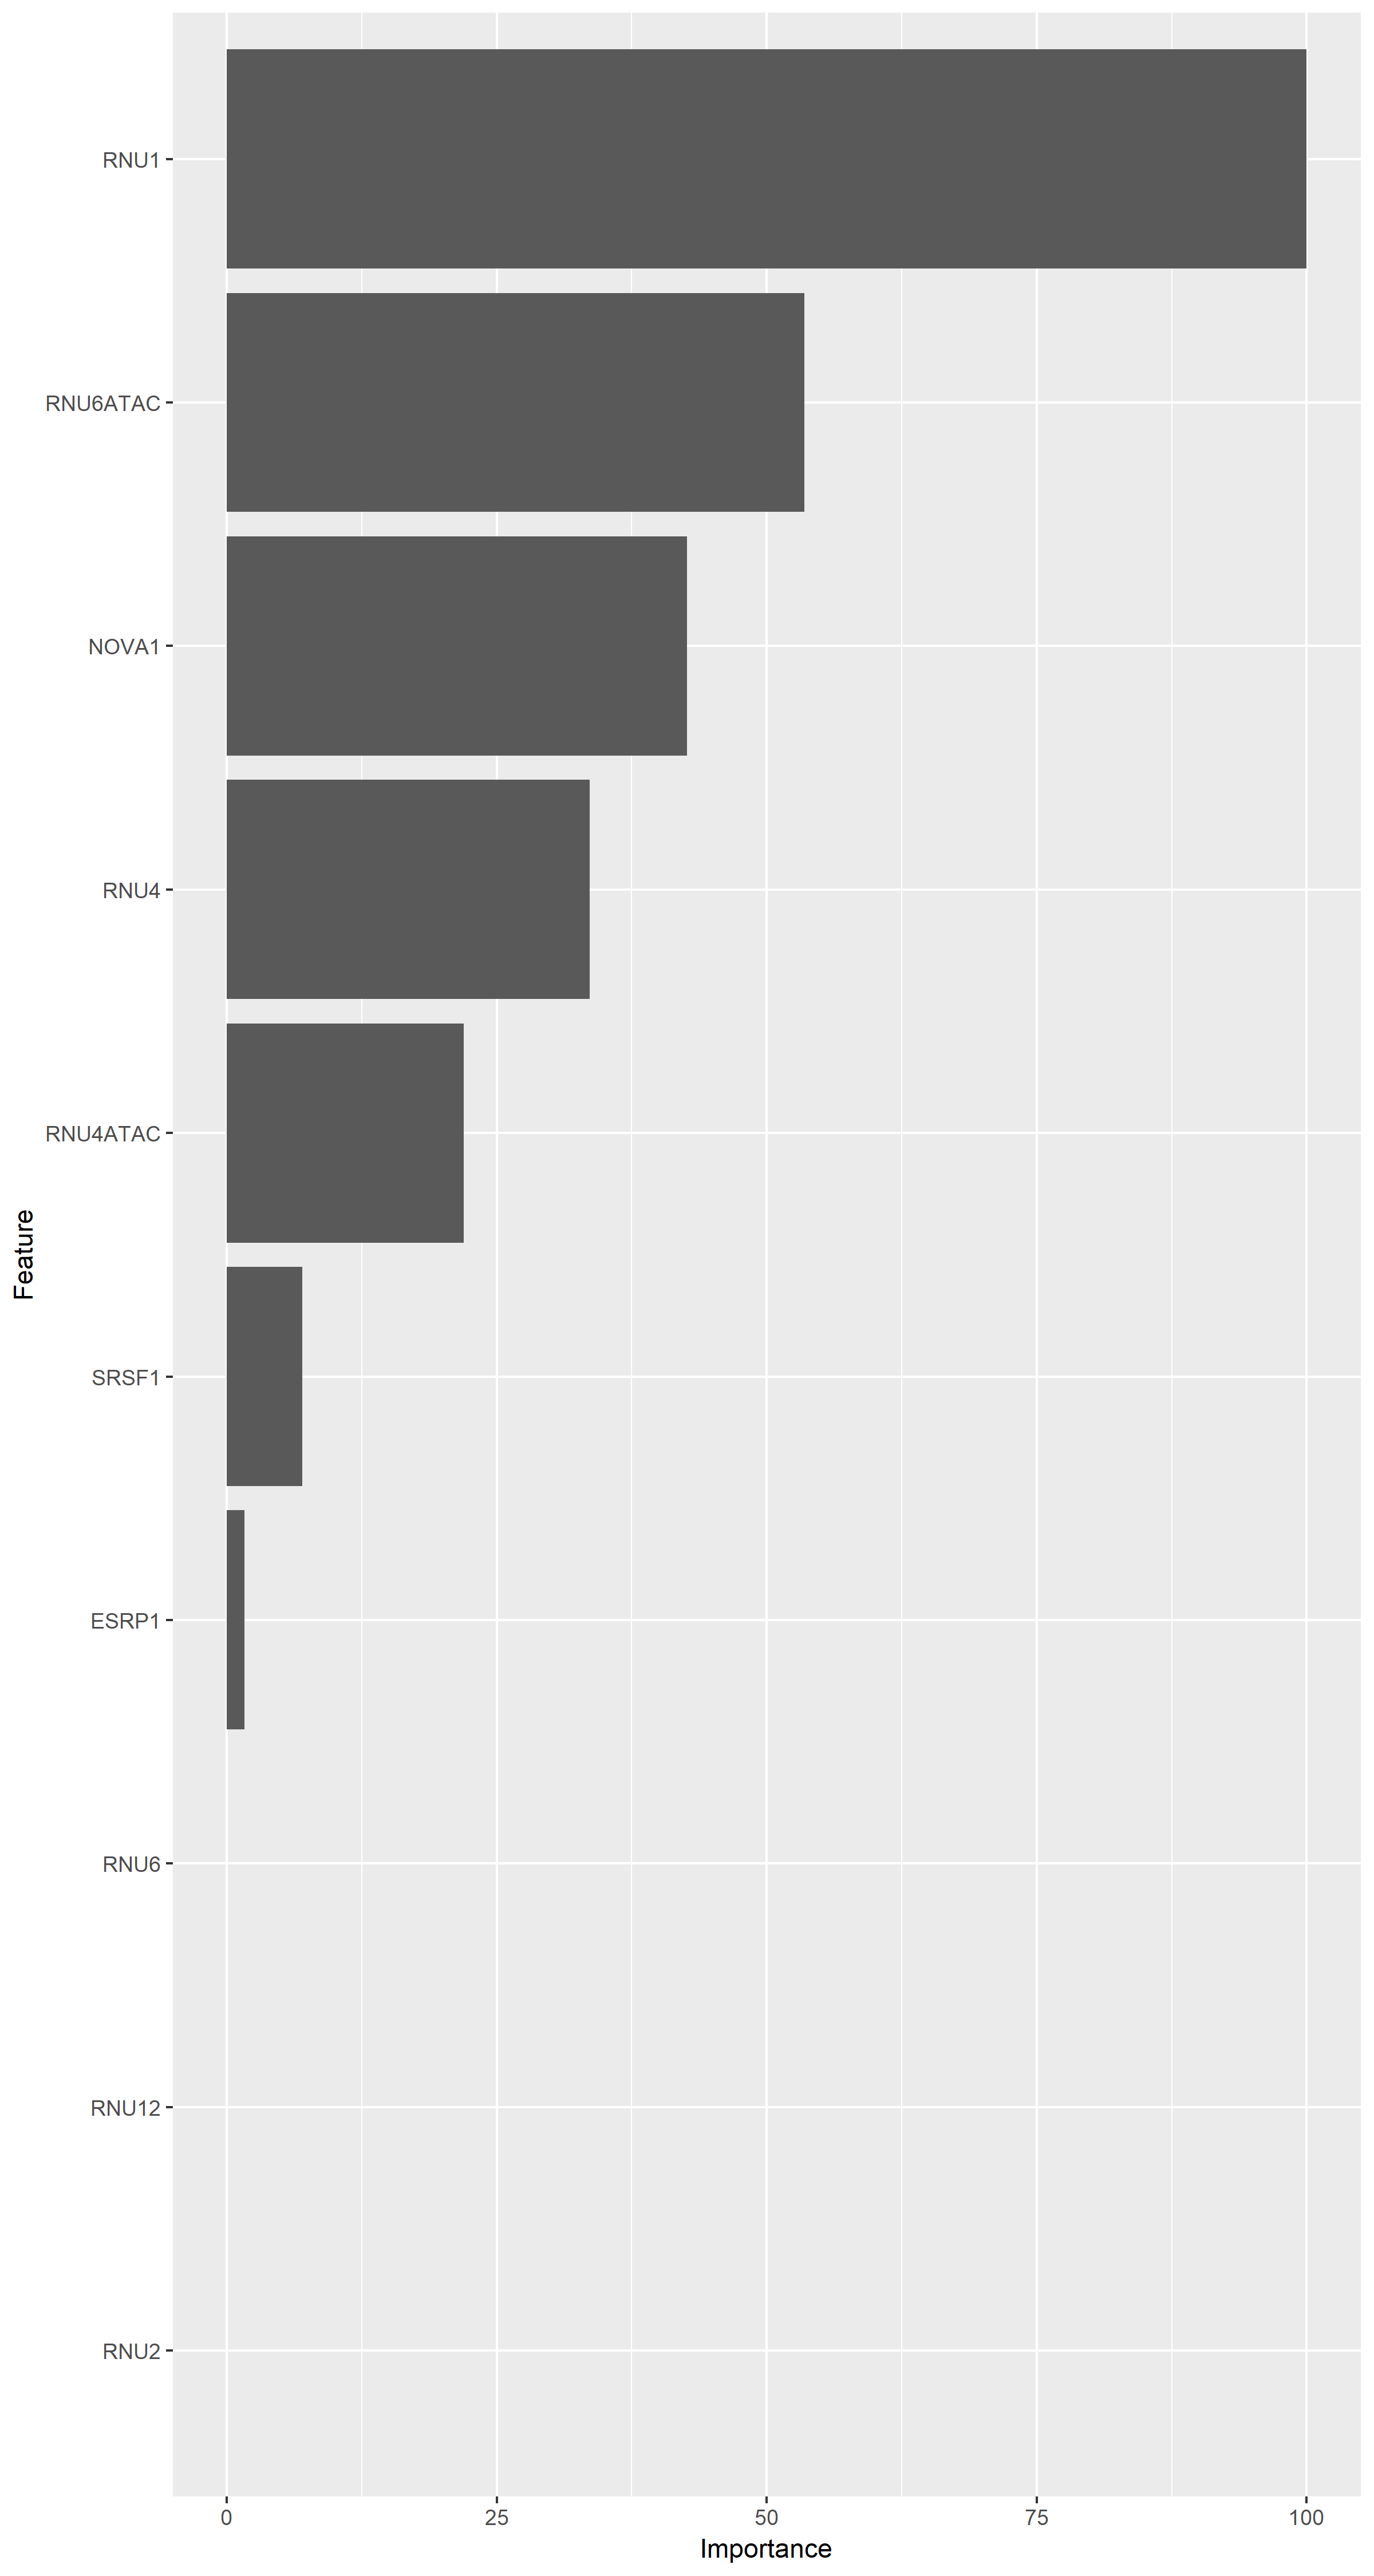 RNU1
RNU6ATAC
NOVA1
RNU4
RNU4ATAC
SRSF1
ESRP1
RNU6
RNU12
RNU2
Feature
0 25 50 75 100
Importance